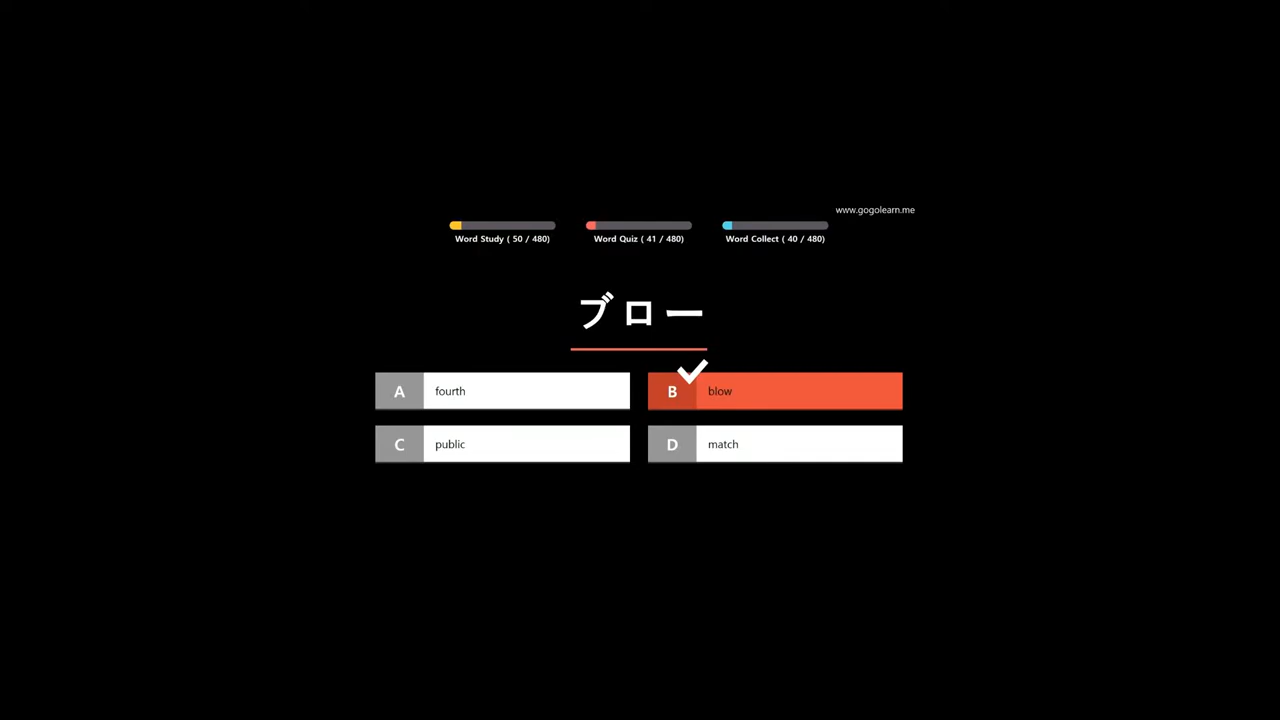 www.gogolearn.me
Word Study ( 50 / 480)
Word Quiz ( 41 / 480)
Word Collect ( 40 / 480)
ブロー
A fourth
B blow
C public
D match